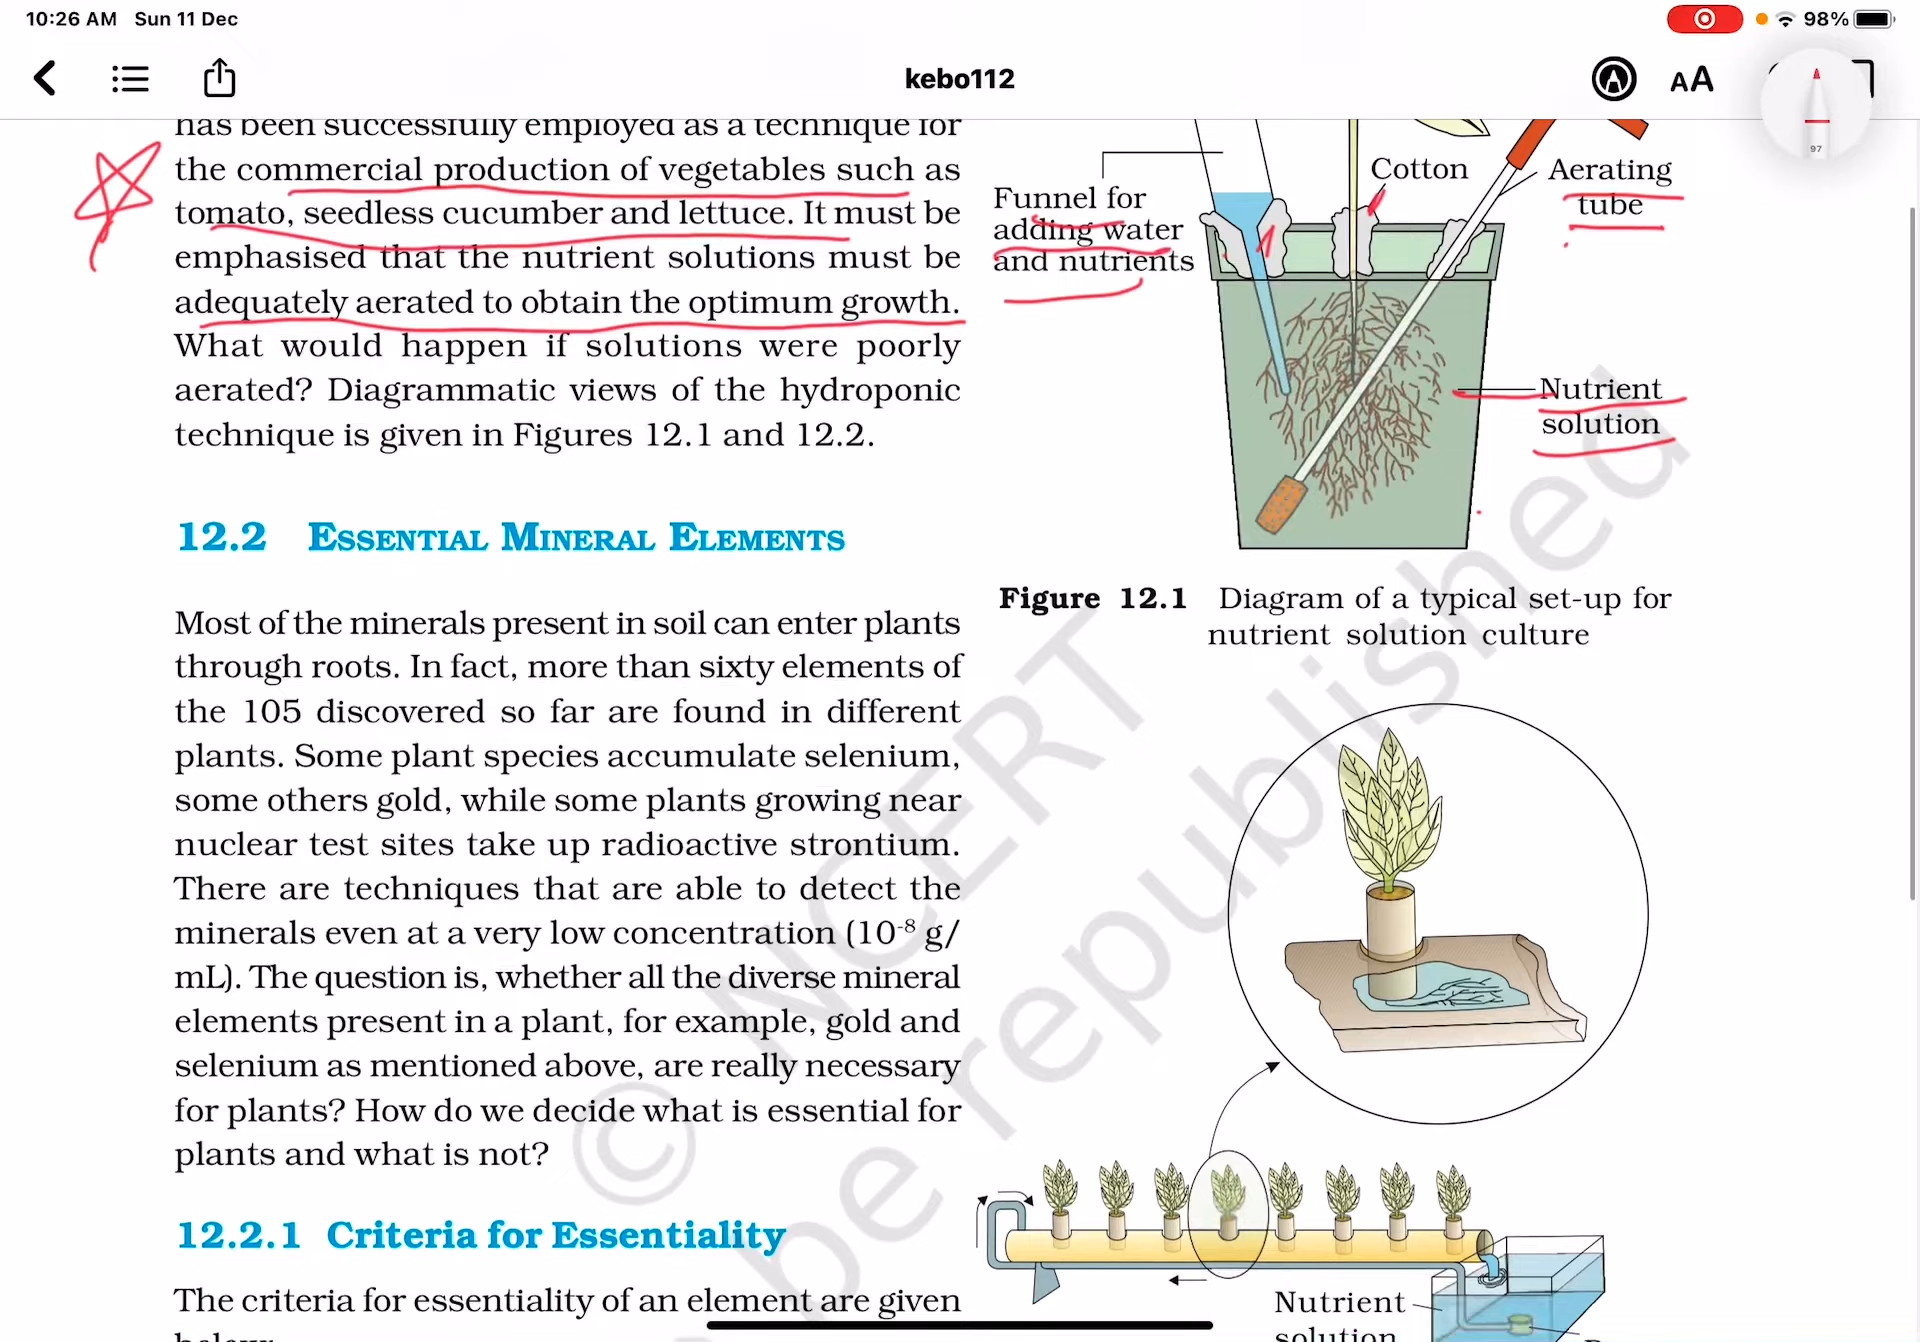 10:26 AM Sun 11 Dec
98%
kebo112
AA
97
has been successfully employed as a technique for
the commercial production of vegetables such as
tomato, seedless cucumber and lettuce. It must be
emphasised that the nutrient solutions must be
adequately aerated to obtain the optimum growth.
What would happen if solutions were poorly
aerated? Diagrammatic views of the hydroponic
technique is given in Figures 12.1 and 12.2.
12.2 ESSENTIAL MINERAL ELEMENTS
Most of the minerals present in soil can enter plants
through roots. In fact, more than sixty elements of
the 105 discovered so far are found in different
plants. Some plant species accumulate selenium,
some others gold, while some plants growing near
nuclear test sites take up radioactive strontium.
There are techniques that are able to detect the
minerals even at a very low concentration (10⁻⁸ g/
mL). The question is, whether all the diverse mineral
elements present in a plant, for example, gold and
selenium as mentioned above, are really necessary
for plants? How do we decide what is essential for
plants and what is not?
12.2.1 Criteria for Essentiality
The criteria for essentiality of an element are given
below:
Funnel for
adding water
and nutrients
Cotton
Aerating
tube
Nutrient
solution
Figure 12.1 Diagram of a typical set-up for
nutrient solution culture
Nutrient
solution
© NCERT
be republished